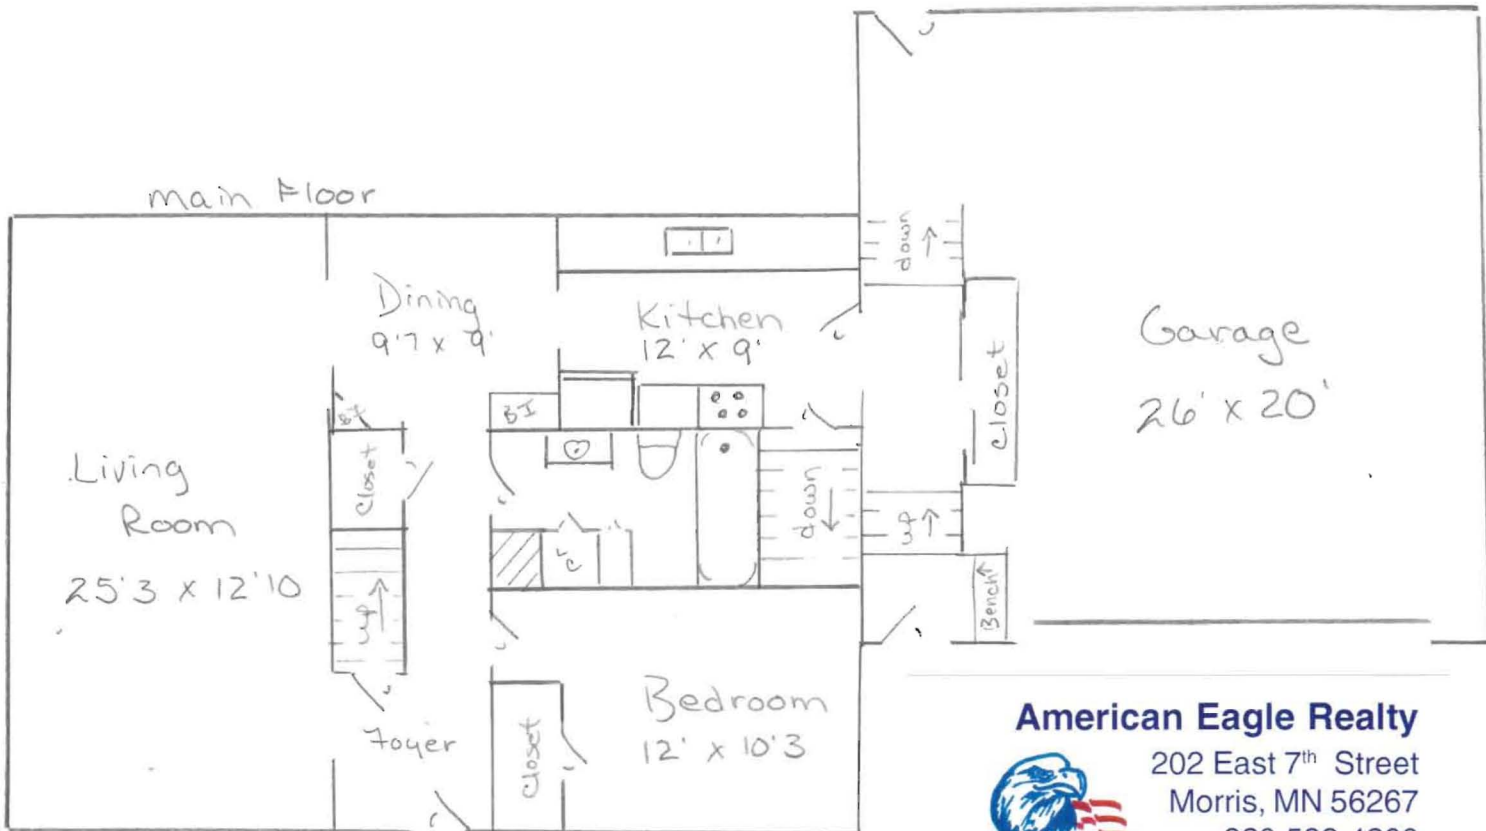 main Floor
down
Dining
9'7 x 9'
Kitchen
12' x 9'
Garage
26' x 20'
BI
BI
Closet
Closet
Living
Room
25'3 x 12'10
down
up
up
Bench
Foyer
Closet
Bedroom
12' x 10'3
American Eagle Realty
202 East 7th Street
Morris, MN 56267